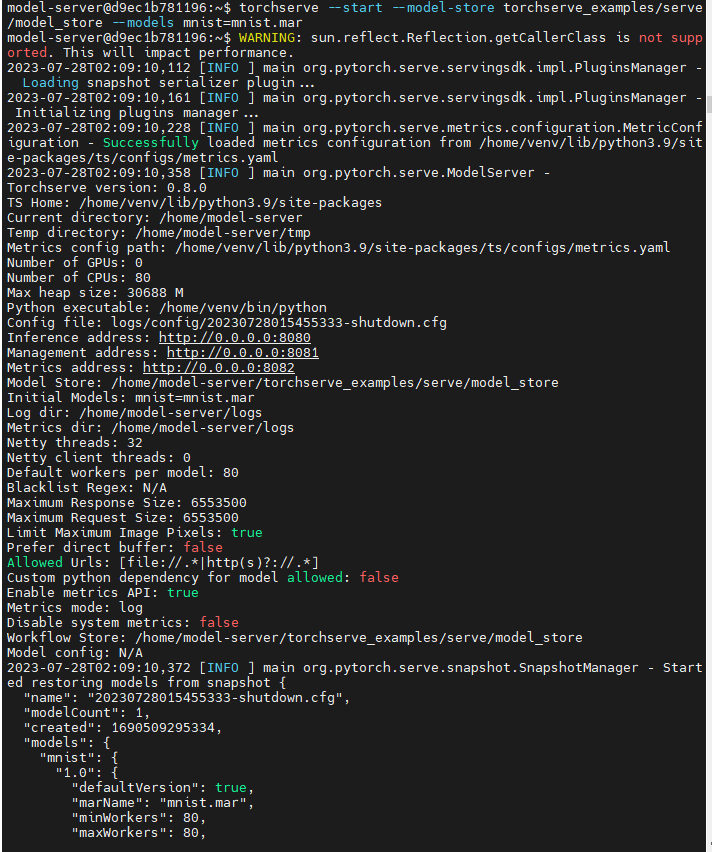 model-server@d9ec1b781196:~$ torchserve --start --model-store torchserve_examples/serve
/model_store --models mnist=mnist.mar
model-server@d9ec1b781196:~$ WARNING: sun.reflect.Reflection.getCallerClass is not supp
orted. This will impact performance.
2023-07-28T02:09:10,112 [INFO ] main org.pytorch.serve.servingsdk.impl.PluginsManager -
  Loading snapshot serializer plugin...
2023-07-28T02:09:10,161 [INFO ] main org.pytorch.serve.servingsdk.impl.PluginsManager -
 Initializing plugins manager...
2023-07-28T02:09:10,228 [INFO ] main org.pytorch.serve.metrics.configuration.MetricConf
iguration - Successfully loaded metrics configuration from /home/venv/lib/python3.9/sit
e-packages/ts/configs/metrics.yaml
2023-07-28T02:09:10,358 [INFO ] main org.pytorch.serve.ModelServer -
Torchserve version: 0.8.0
TS Home: /home/venv/lib/python3.9/site-packages
Current directory: /home/model-server
Temp directory: /home/model-server/tmp
Metrics config path: /home/venv/lib/python3.9/site-packages/ts/configs/metrics.yaml
Number of GPUs: 0
Number of CPUs: 80
Max heap size: 30688 M
Python executable: /home/venv/bin/python
Config file: logs/config/20230728015455333-shutdown.cfg
Inference address: http://0.0.0.0:8080
Management address: http://0.0.0.0:8081
Metrics address: http://0.0.0.0:8082
Model Store: /home/model-server/torchserve_examples/serve/model_store
Initial Models: mnist=mnist.mar
Log dir: /home/model-server/logs
Metrics dir: /home/model-server/logs
Netty threads: 32
Netty client threads: 0
Default workers per model: 80
Blacklist Regex: N/A
Maximum Response Size: 6553500
Maximum Request Size: 6553500
Limit Maximum Image Pixels: true
Prefer direct buffer: false
Allowed Urls: [file://.*|http(s)?://.*]
Custom python dependency for model allowed: false
Enable metrics API: true
Metrics mode: log
Disable system metrics: false
Workflow Store: /home/model-server/torchserve_examples/serve/model_store
Model config: N/A
2023-07-28T02:09:10,372 [INFO ] main org.pytorch.serve.snapshot.SnapshotManager - Start
ed restoring models from snapshot {
  "name": "20230728015455333-shutdown.cfg",
  "modelCount": 1,
  "created": 1690509295334,
  "models": {
    "mnist": {
      "1.0": {
        "defaultVersion": true,
        "marName": "mnist.mar",
        "minWorkers": 80,
        "maxWorkers": 80,